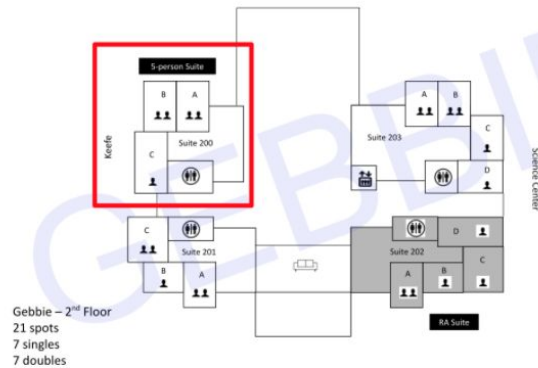 5-person Suite
B
A
Keefe
Suite 200
C
A
B
Suite 203
C
D
Science Center
C
Suite 201
B
A
D
Suite 202
C
A
B
RA Suite
Gebbie – 2nd Floor
21 spots
7 singles
7 doubles
GEBBI